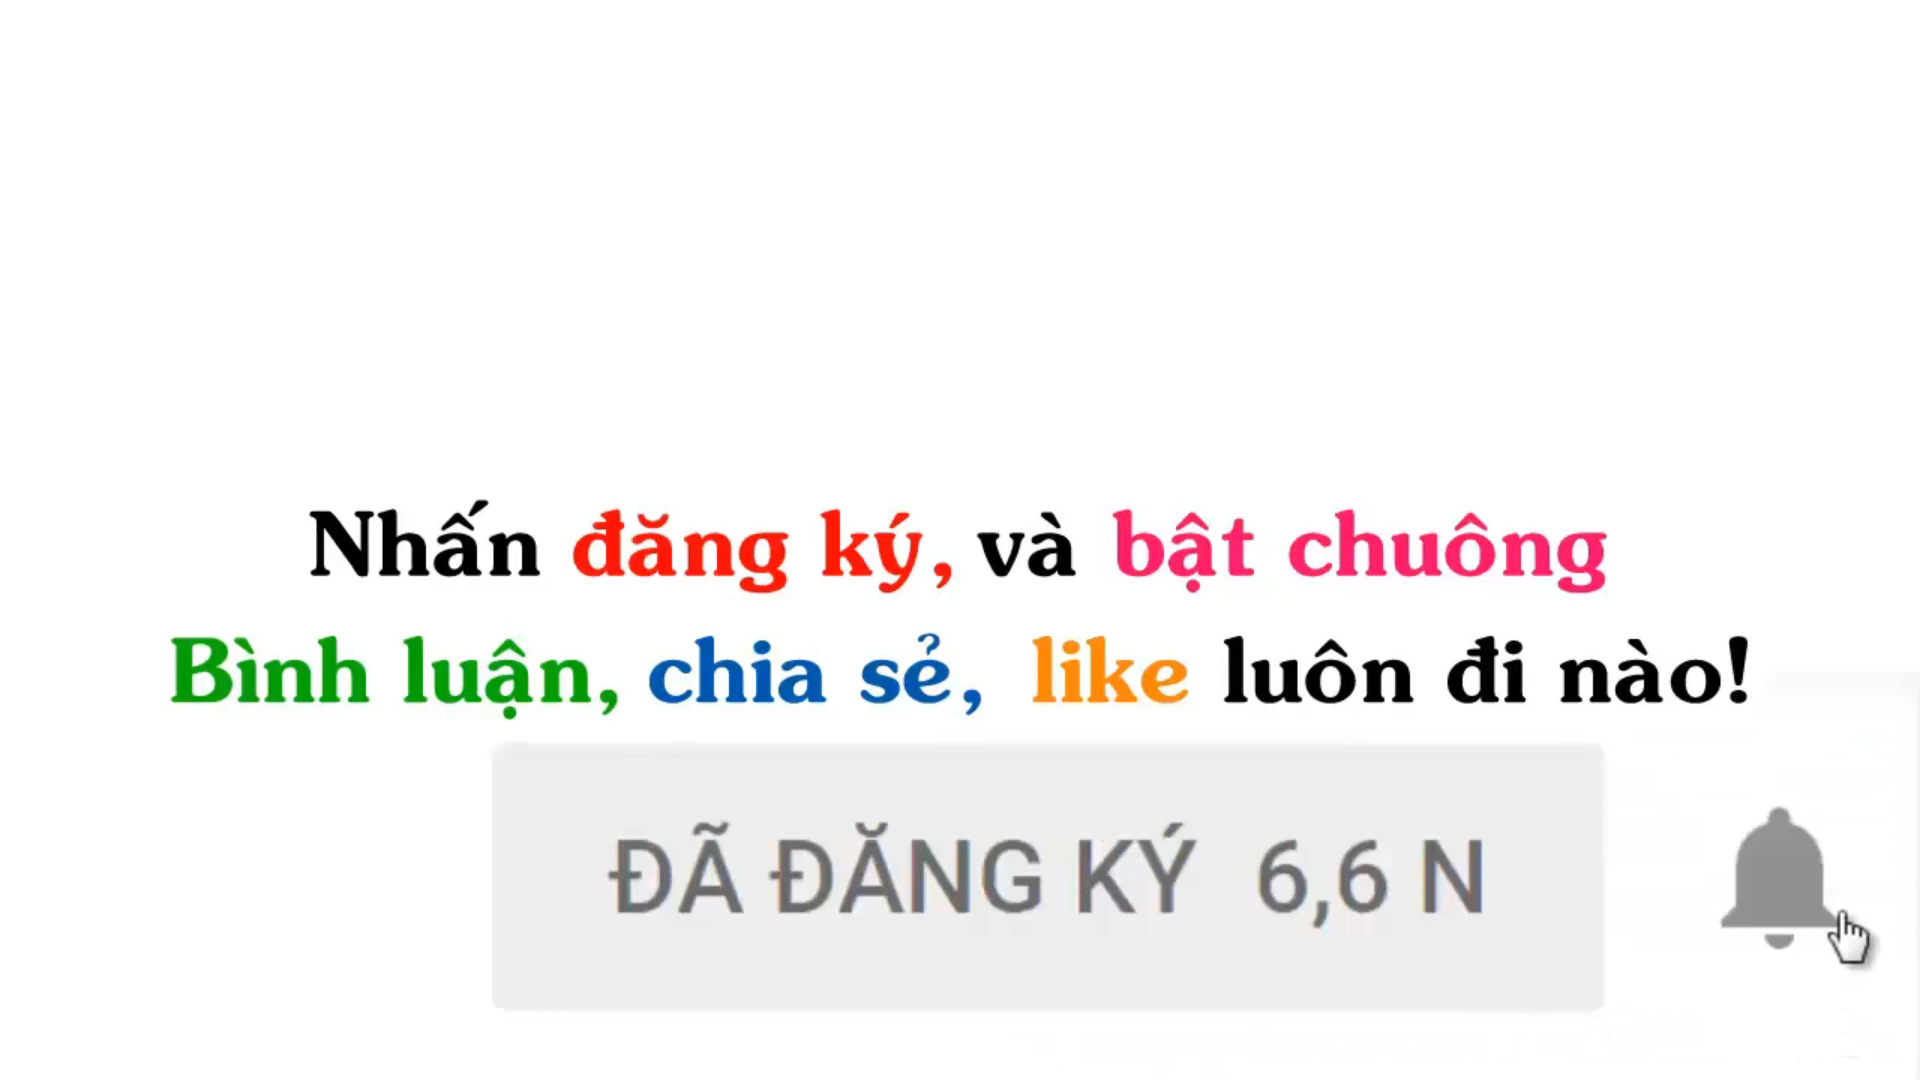 Nhấn đăng ký, và bật chuông
Bình luận, chia sẻ, like luôn đi nào!
ĐÃ ĐĂNG KÝ 6,6 N